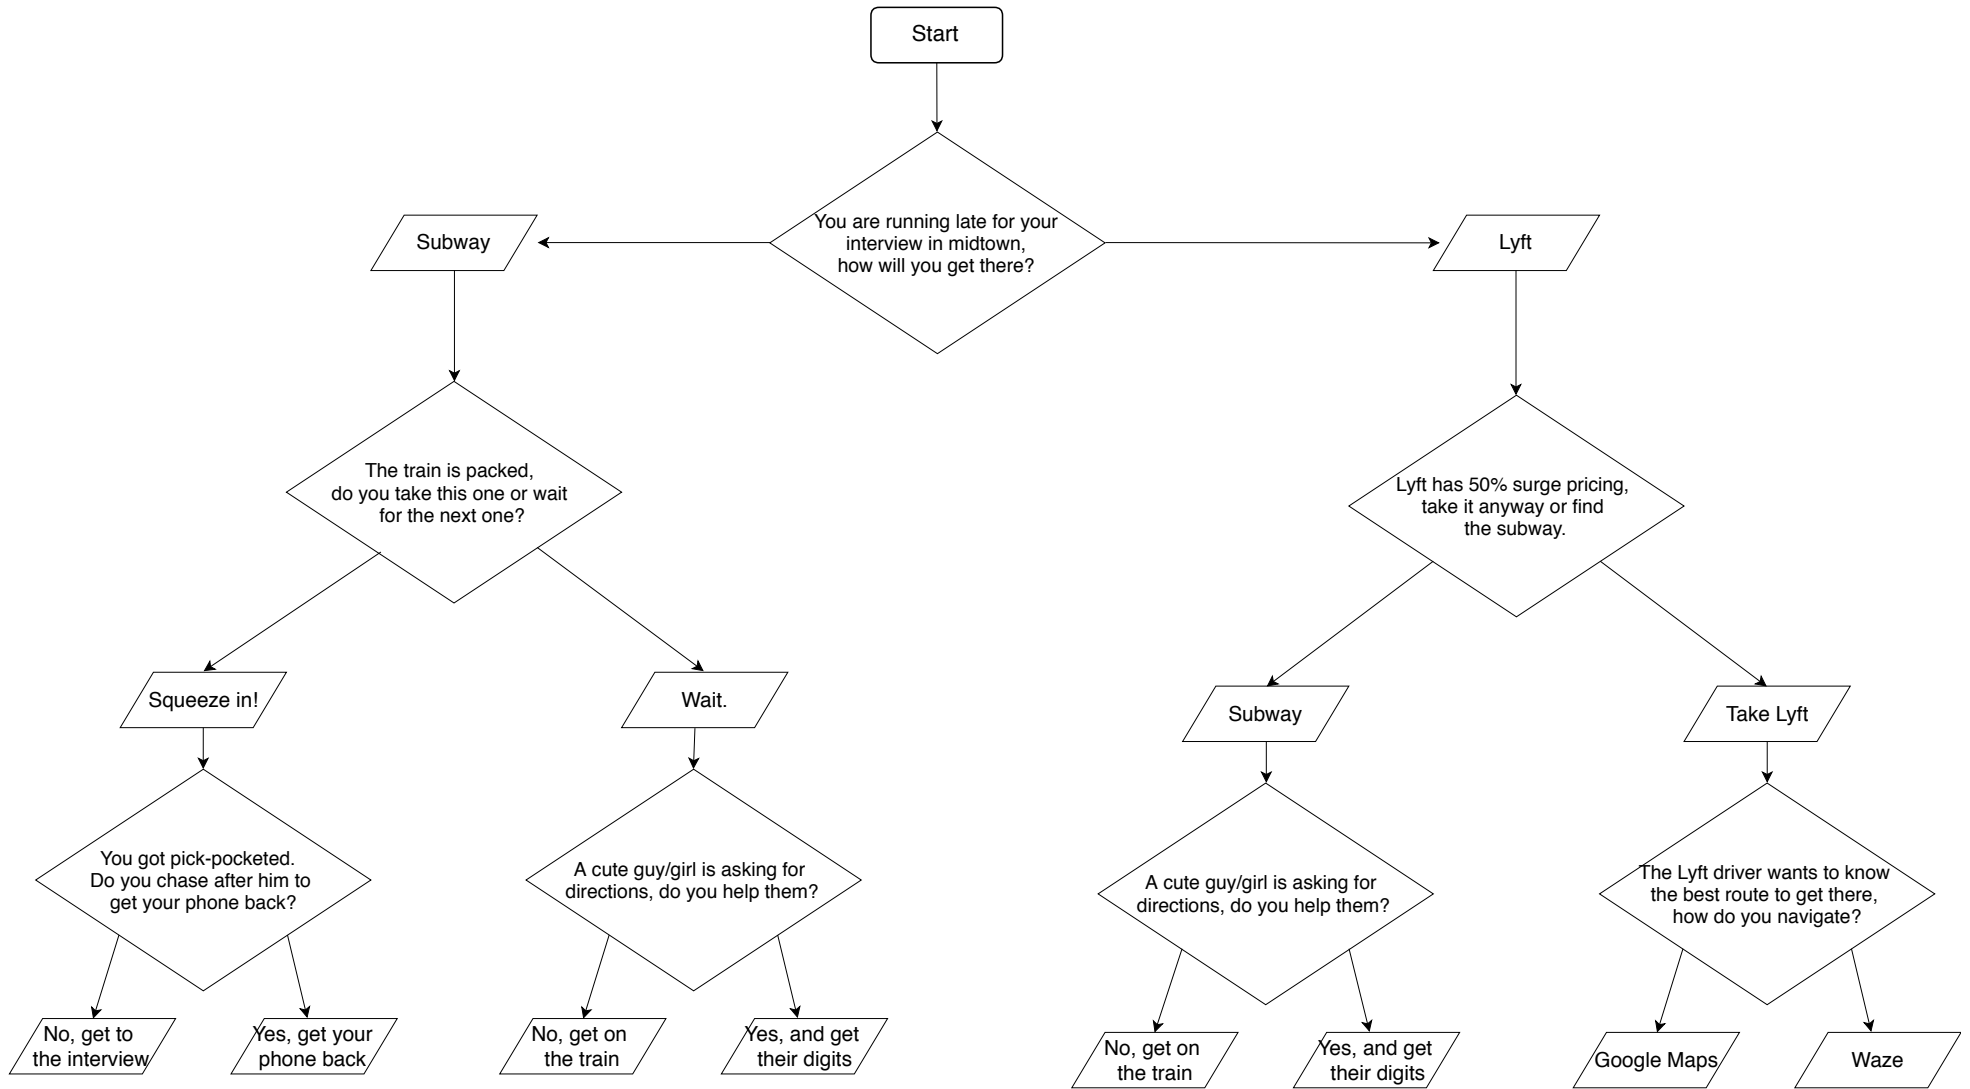 Start
You are running late for your
interview in midtown,
how will you get there?
Subway
Lyft
The train is packed,
do you take this one or wait
for the next one?
Lyft has 50% surge pricing,
take it anyway or find
the subway.
Squeeze in!
Wait.
Subway
Take Lyft
You got pick-pocketed.
Do you chase after him to
get your phone back?
A cute guy/girl is asking for
directions, do you help them?
A cute guy/girl is asking for
directions, do you help them?
The Lyft driver wants to know
the best route to get there,
how do you navigate?
No, get to
the interview
Yes, get your
phone back
No, get on
the train
Yes, and get
their digits
No, get on
the train
Yes, and get
their digits
Google Maps
Waze